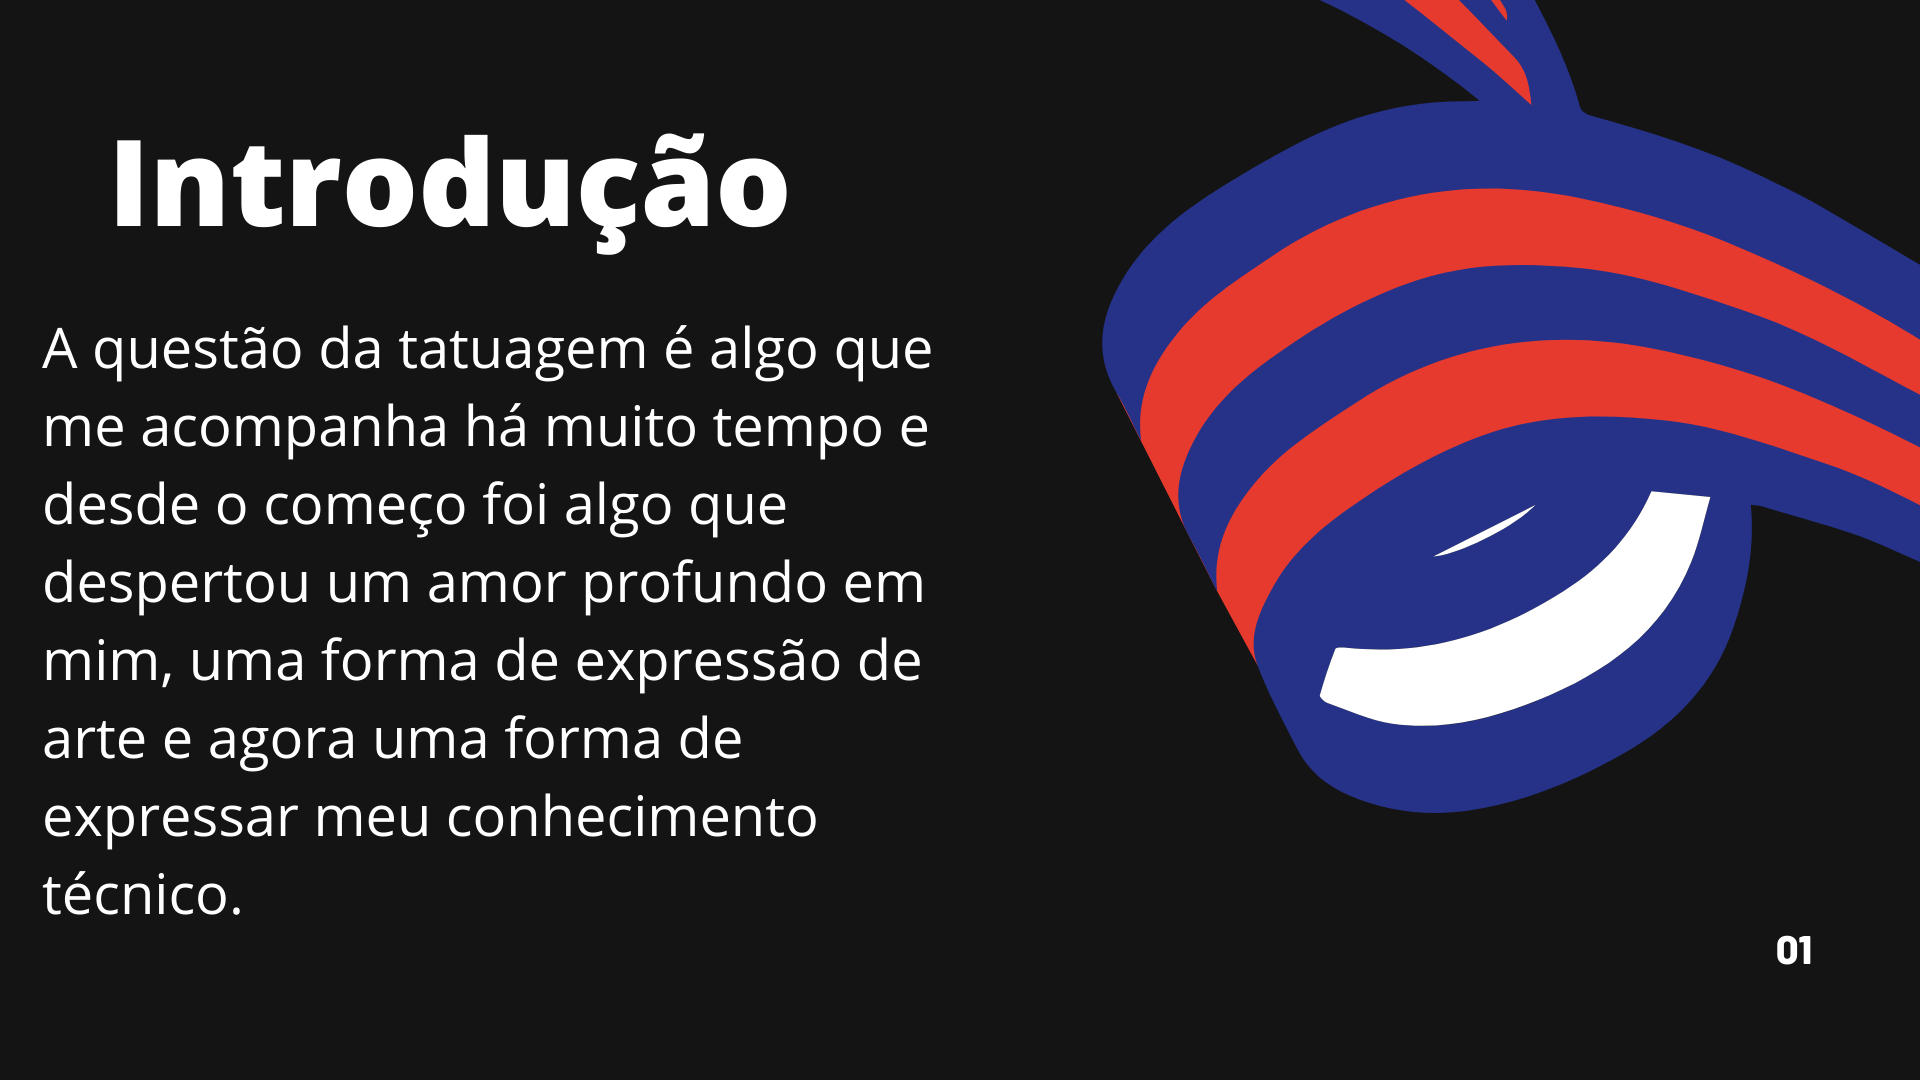 Introdução
A questão da tatuagem é algo que
me acompanha há muito tempo e
desde o começo foi algo que
despertou um amor profundo em
mim, uma forma de expressão de
arte e agora uma forma de
expressar meu conhecimento
técnico.
01